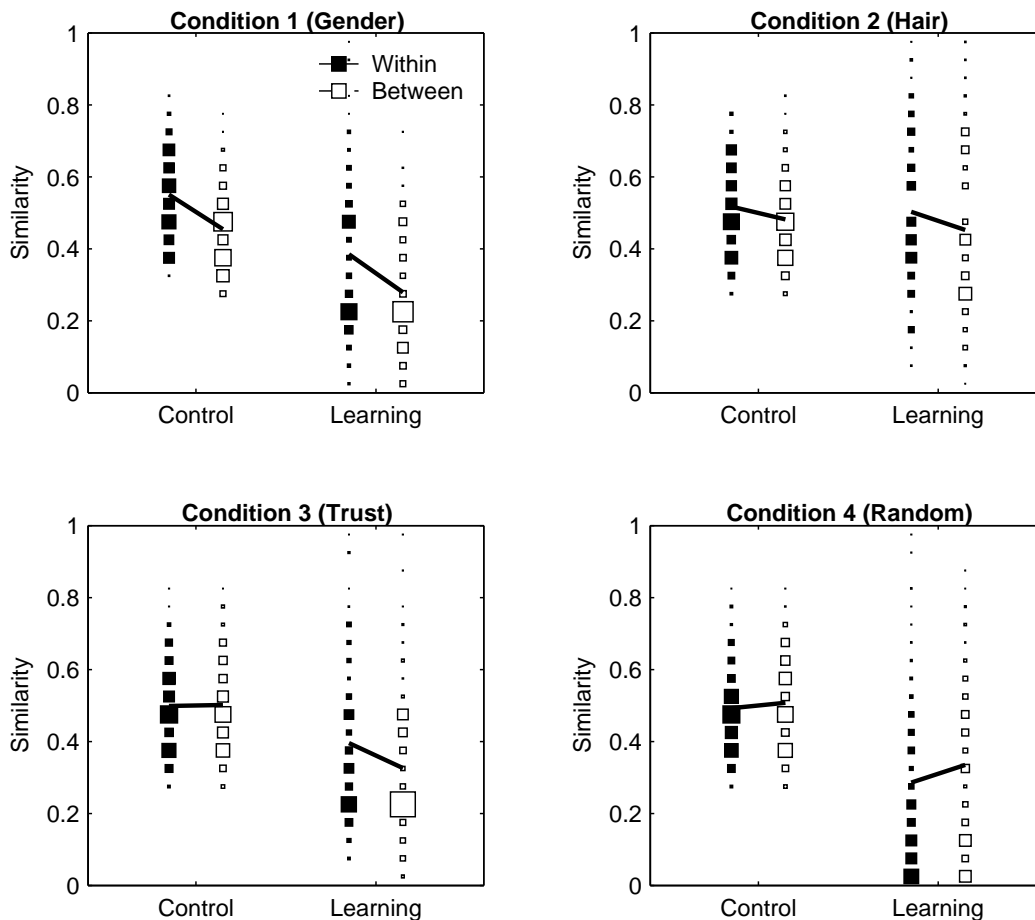 Condition 1 (Gender)
1
0.8
0.6
0.4
0.2
0
Similarity
Within
Between
Control Learning
Condition 2 (Hair)
1
0.8
0.6
0.4
0.2
0
Similarity
Control Learning
Condition 3 (Trust)
1
0.8
0.6
0.4
0.2
0
Similarity
Control Learning
Condition 4 (Random)
1
0.8
0.6
0.4
0.2
0
Similarity
Control Learning